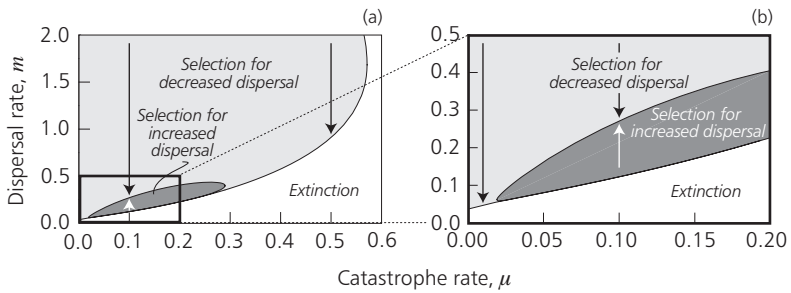 (a)
(b)
Dispersal rate, m
2.0
1.5
1.0
0.5
0.0
Selection for
decreased dispersal
Selection for
increased
dispersal
Extinction
0.0 0.1 0.2 0.3 0.4 0.5 0.6
0.5
0.4
0.3
0.2
0.1
0.0
Selection for
decreased dispersal
Selection for
increased dispersal
Extinction
0.00 0.05 0.10 0.15 0.20
Catastrophe rate, μ